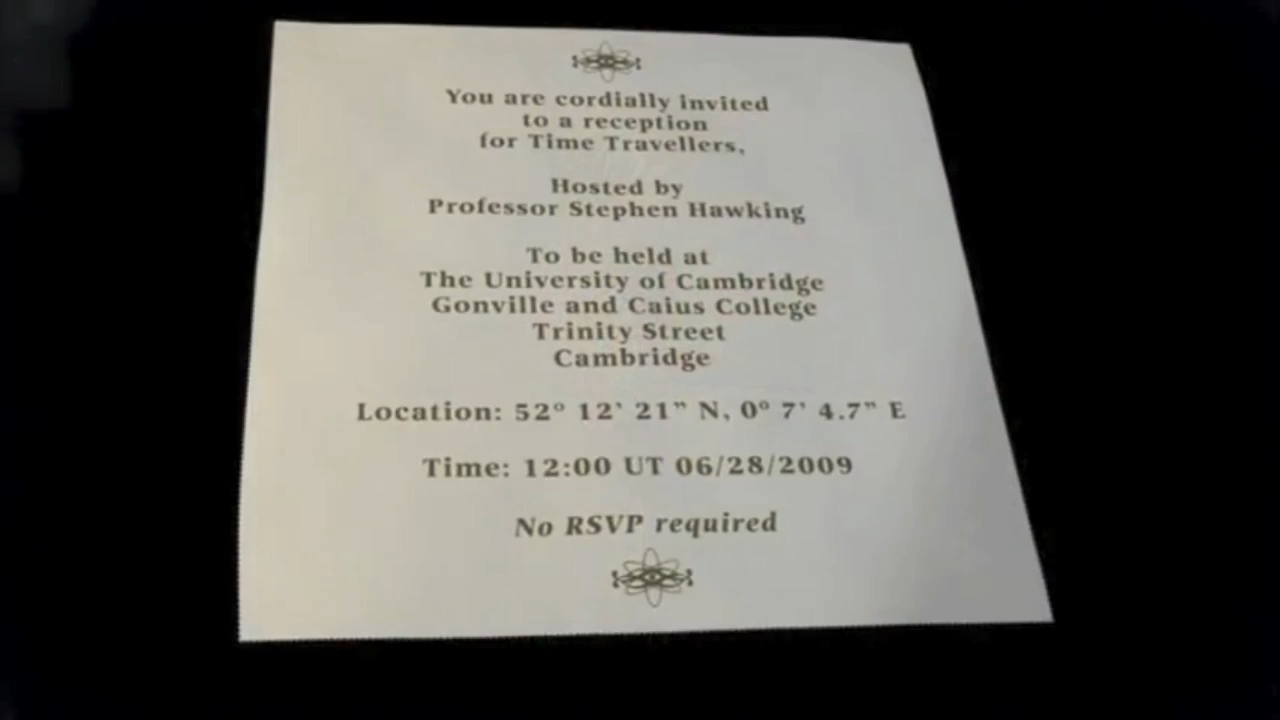 You are cordially invited
to a reception
for Time Travellers,
Hosted by
Professor Stephen Hawking
To be held at
The University of Cambridge
Gonville and Caius College
Trinity Street
Cambridge
Location: 52° 12' 21" N, 0° 7' 4.7" E
Time: 12:00 UT 06/28/2009
No RSVP required